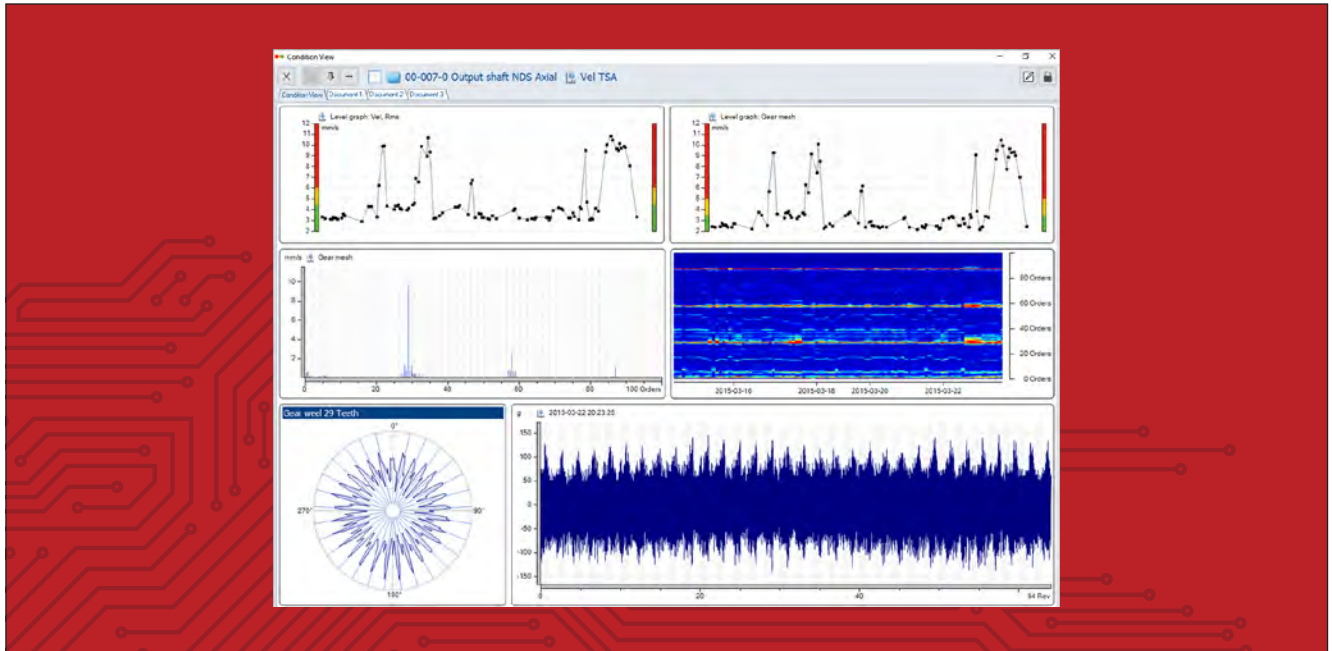 Condition View
00-007-0 Output shaft NDS Axial Vel TSA
Condition View Document 1 Document 2 Document 3
Level graph: Vel, Rms
mm/s
12
11
10
9
8
7
6
5
4
3
2
Level graph: Gear mesh
mm/s
12
11
10
9
8
7
6
5
4
3
2
mm/s Gear mesh
10
8
6
4
2
0 20 40 60 80 100 Orders
80 Orders
60 Orders
40 Orders
20 Orders
0 Orders
2015-03-16 2015-03-18 2015-03-20 2015-03-22
Gear weel 29 Teeth
0°
270° 90°
180°
g 2015-03-22 20:23:35
150
100
50
0
-50
-100
-150
0 20 40 64 Rev